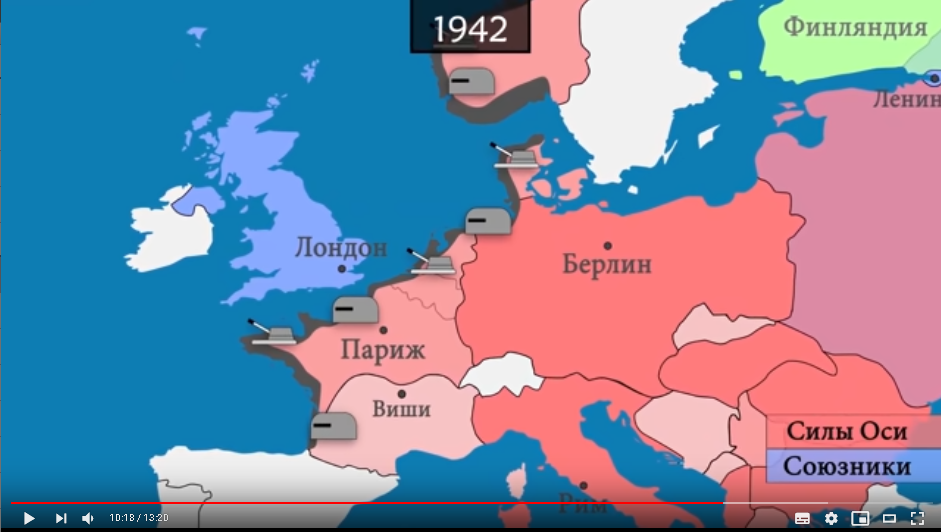 1942
Финляндия
Ленин
Лондон
Берлин
Париж
Виши
Силы Оси
Союзники
Рим
10:18 / 13:20